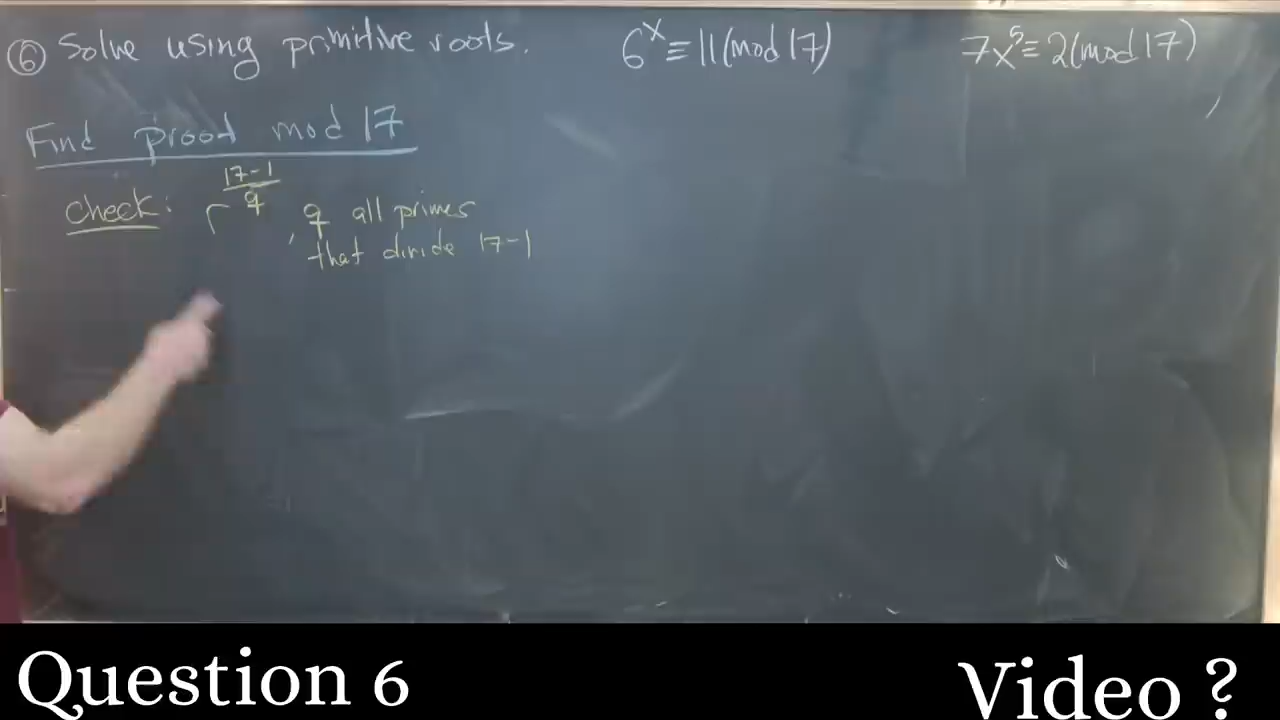 ⑥ Solve using primitive roots. 6^x ≡ 11 (mod 17) 7x^5 ≡ 2 (mod 17)
Find proot mod 17
check: r^((17-1)/q), q all primes
that divide 17-1
Question 6 Video ?